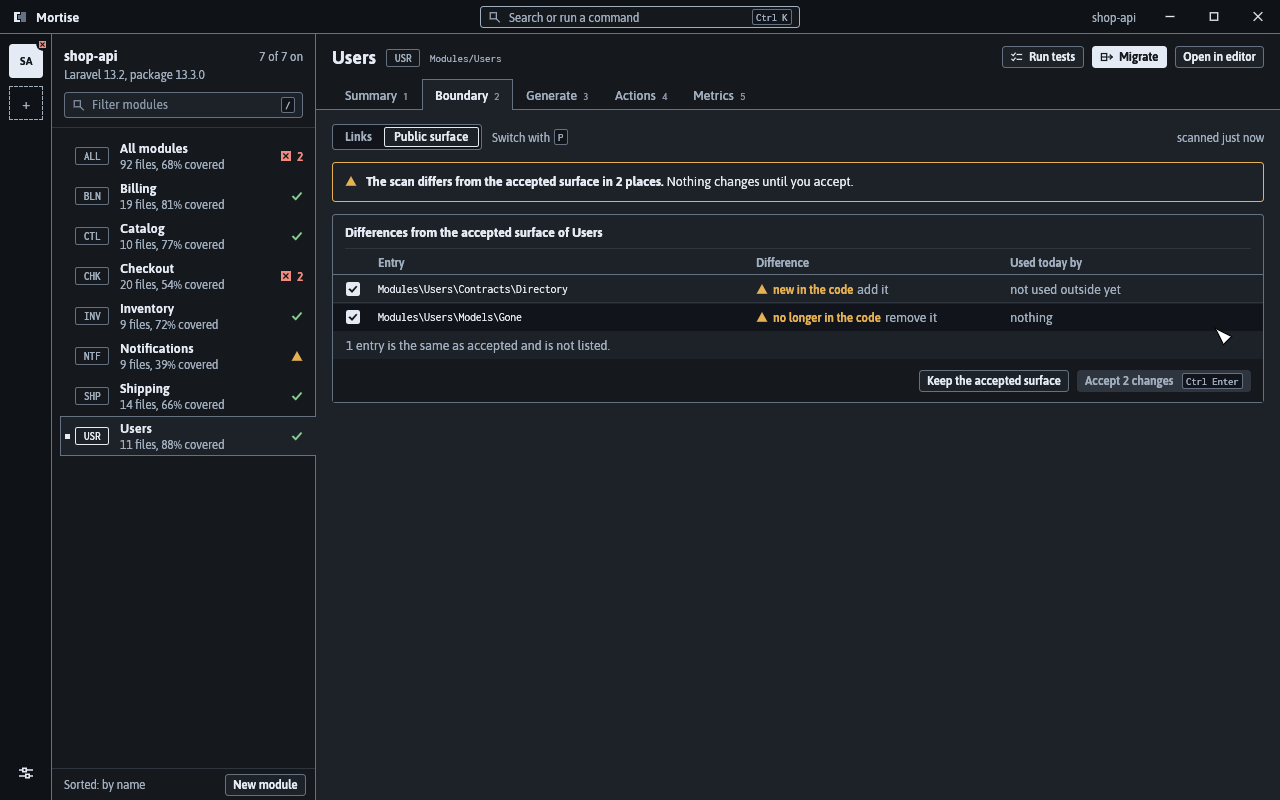 Mortise
Search or run a command Ctrl K
shop-api
SA
+
shop-api 7 of 7 on
Laravel 13.2, package 13.3.0
Filter modules /
ALL All modules 2
92 files, 68% covered
BLN Billing
19 files, 81% covered
CTL Catalog
10 files, 77% covered
CHK Checkout 2
20 files, 54% covered
INV Inventory
9 files, 72% covered
NTF Notifications
9 files, 39% covered
SHP Shipping
14 files, 66% covered
USR Users
11 files, 88% covered
Sorted: by name New module
Users USR Modules/Users
Run tests Migrate Open in editor
Summary 1 Boundary 2 Generate 3 Actions 4 Metrics 5
Links Public surface Switch with P scanned just now
The scan differs from the accepted surface in 2 places. Nothing changes until you accept.
Differences from the accepted surface of Users
Entry Difference Used today by
Modules\Users\Contracts\Directory new in the code add it not used outside yet
Modules\Users\Models\Gone no longer in the code remove it nothing
1 entry is the same as accepted and is not listed.
Keep the accepted surface Accept 2 changes Ctrl Enter